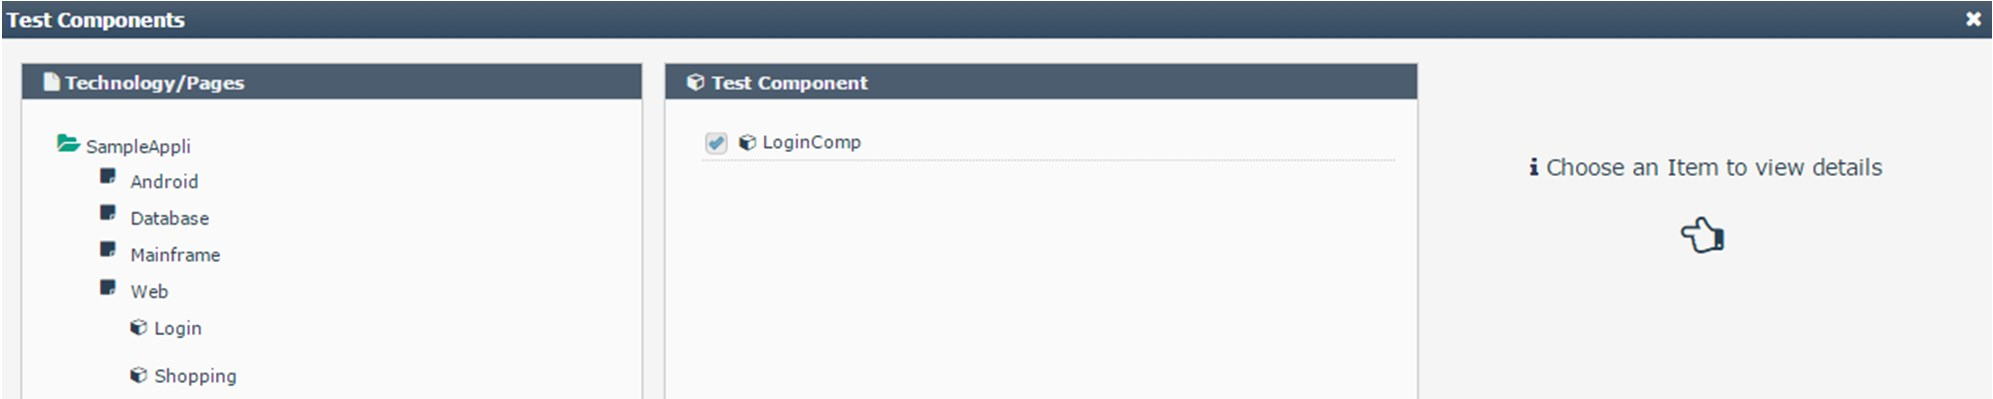 Test Components
Technology/Pages
SampleAppli
Android
Database
Mainframe
Web
Login
Shopping
Test Component
LoginComp
Choose an Item to view details